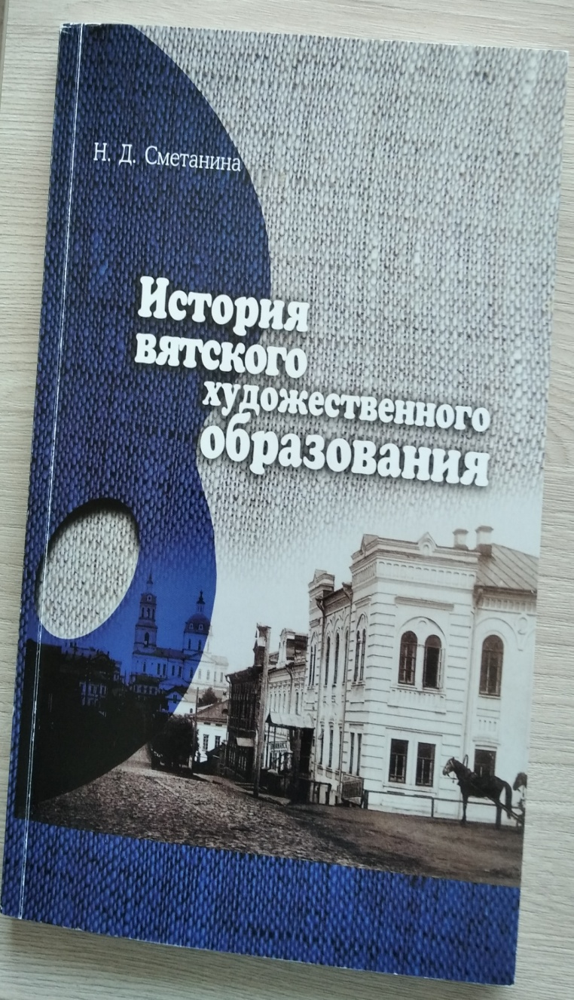 Н. Д. Сметанина
История
вятского
художественного
образования